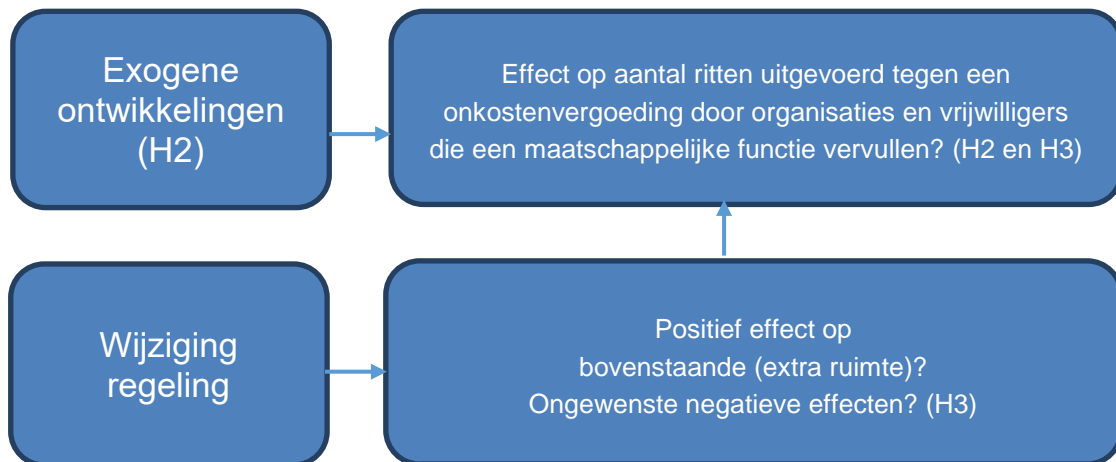 Exogene
ontwikkelingen
(H2)
Effect op aantal ritten uitgevoerd tegen een
onkostenvergoeding door organisaties en vrijwilligers
die een maatschappelijke functie vervullen? (H2 en H3)
Wijziging
regeling
Positief effect op
bovenstaande (extra ruimte)?
Ongewenste negatieve effecten? (H3)